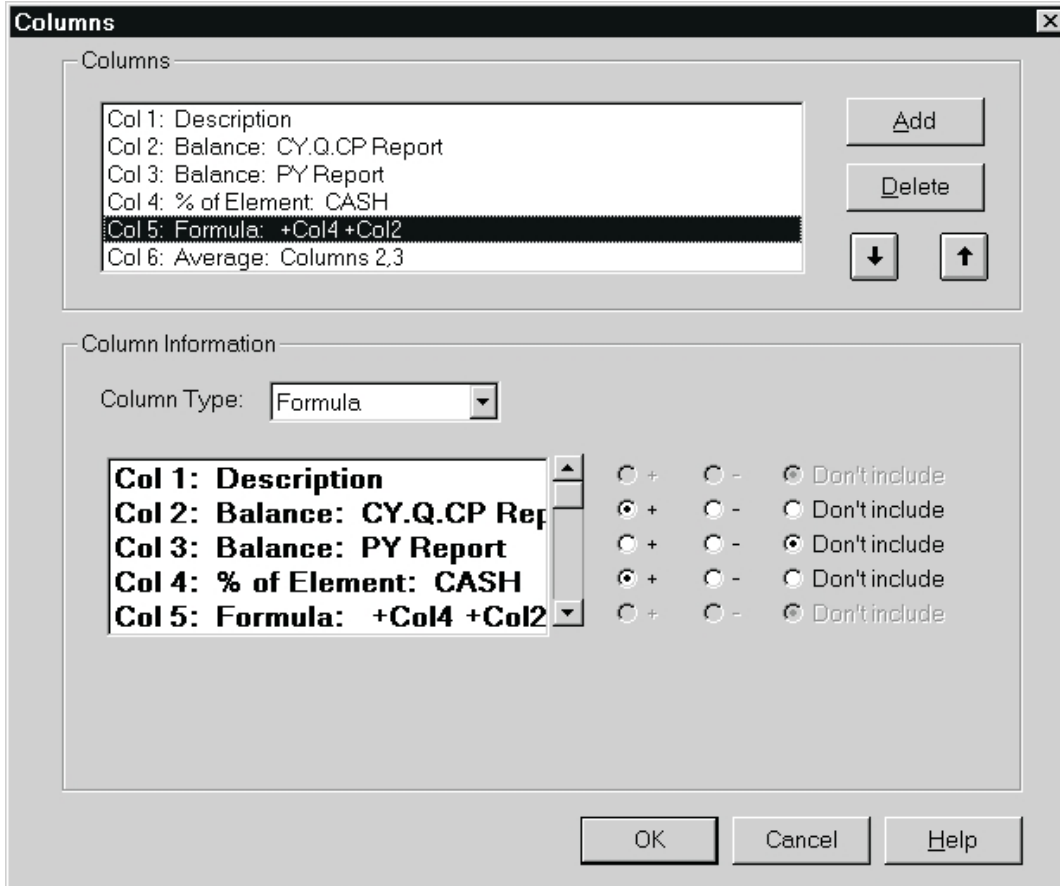 Columns
Columns
Col 1: Description
Col 2: Balance: CY.Q.CP Report
Col 3: Balance: PY Report
Col 4: % of Element: CASH
Col 5: Formula: +Col4 +Col2
Col 6: Average: Columns 2,3
Add
Delete
Column Information
Column Type: Formula
Col 1: Description + - Don't include
Col 2: Balance: CY.Q.CP Rep + - Don't include
Col 3: Balance: PY Report + - Don't include
Col 4: % of Element: CASH + - Don't include
Col 5: Formula: +Col4 +Col2 + - Don't include
OK Cancel Help